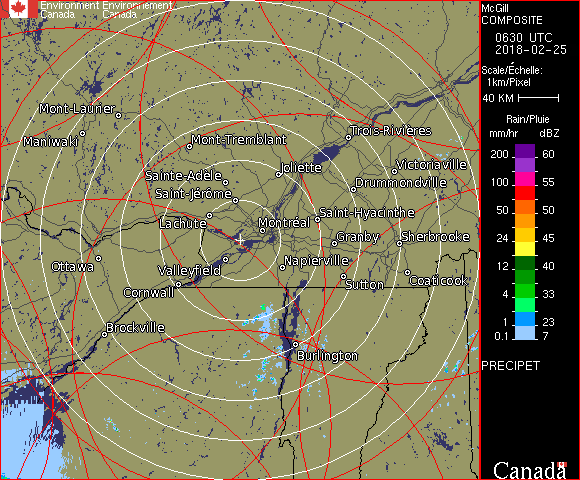 Environment Environnement
Canada Canada
McGill
COMPOSITE
0630 UTC
2018-02-25
Scale/Échelle:
1km/Pixel
40 KM
Rain/Pluie
mm/hr dBZ
200 60
100 55
50 50
24 45
12 40
4 33
1 23
0.1 7
PRECIPET
Canada
Mont-Laurier
Maniwaki
Mont-Tremblant
Trois-Rivières
Joliette
Victoriaville
Sainte-Adèle
Drummondville
Saint-Jérôme
Saint-Hyacinthe
Lachute
Montréal
Granby
Sherbrooke
Ottawa
Valleyfield
Napierville
Coaticook
Cornwall
Sutton
Brockville
Burlington